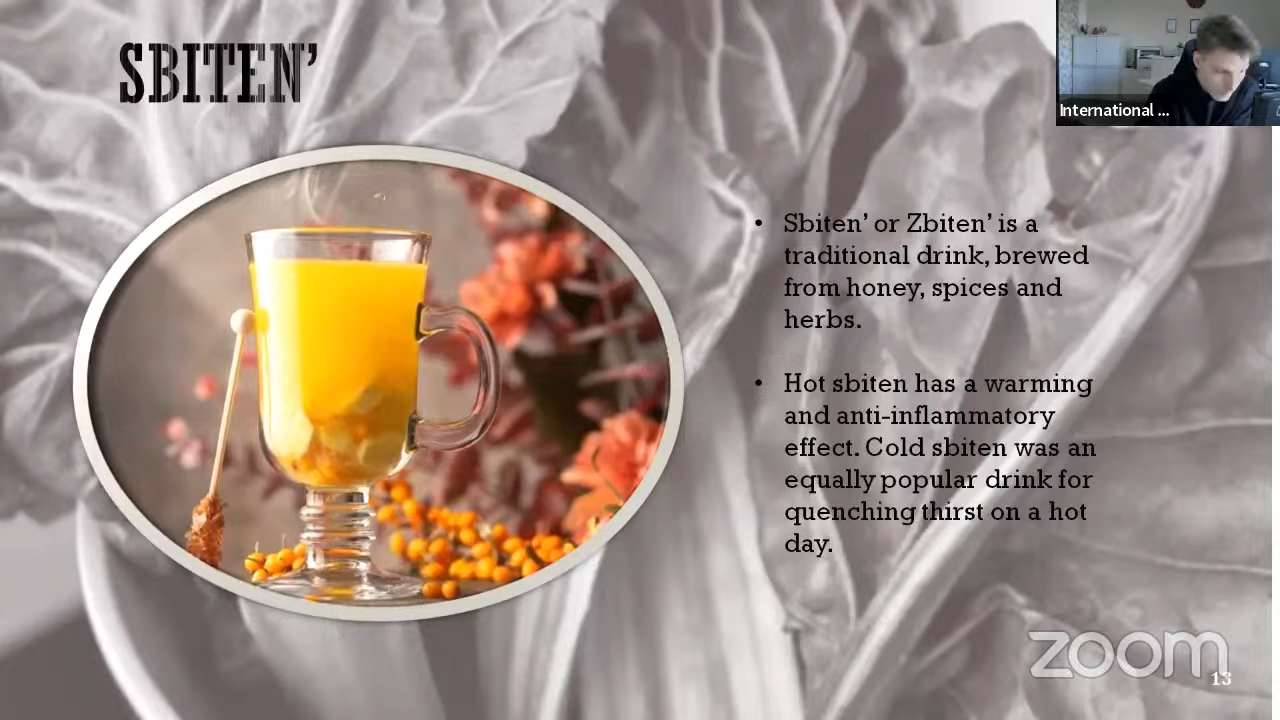 SBITEN’
International ...
• Sbiten’ or Zbiten’ is a
traditional drink, brewed
from honey, spices and
herbs.
• Hot sbiten has a warming
and anti-inflammatory
effect. Cold sbiten was an
equally popular drink for
quenching thirst on a hot
day.
zoom
13